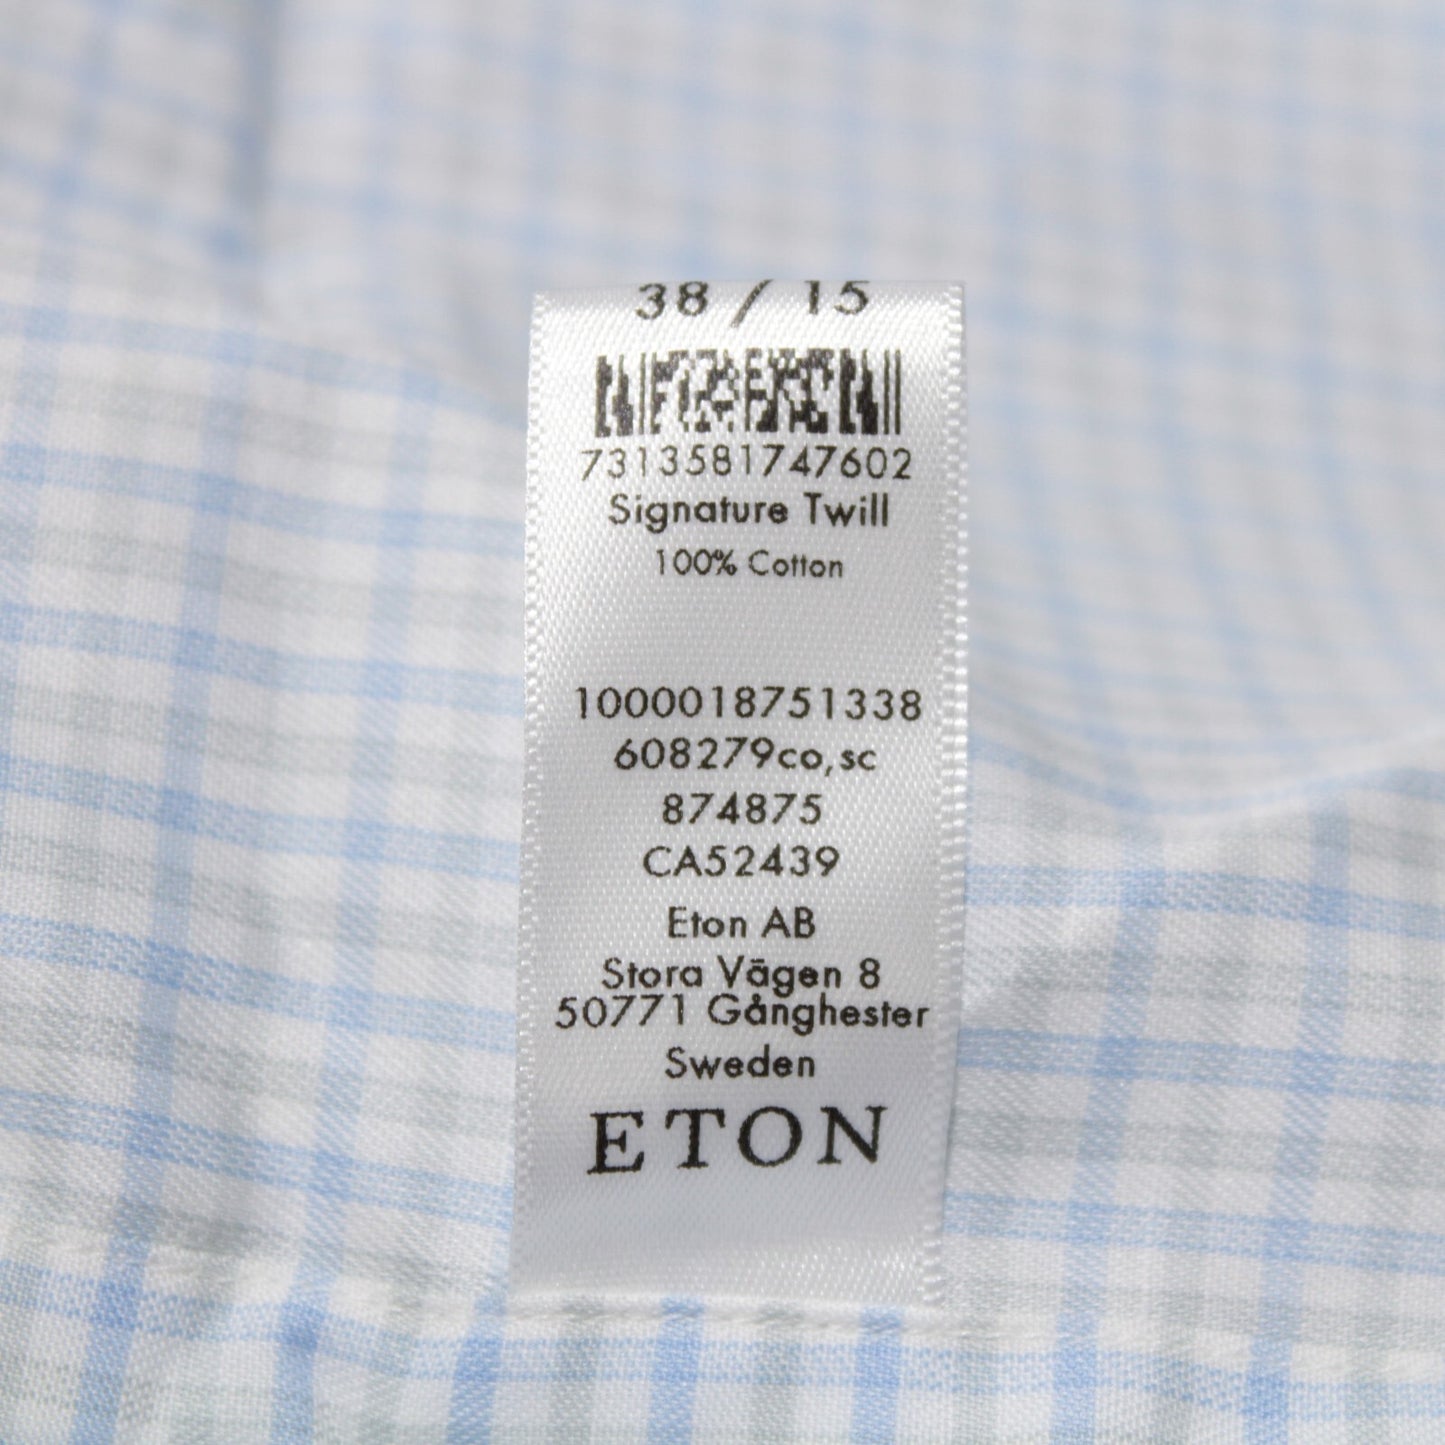 38 / 15
7313581747602
Signature Twill
100% Cotton
1000018751338
608279co,sc
874875
CA52439
Eton AB
Stora Vägen 8
50771 Gånghester
Sweden
ETON